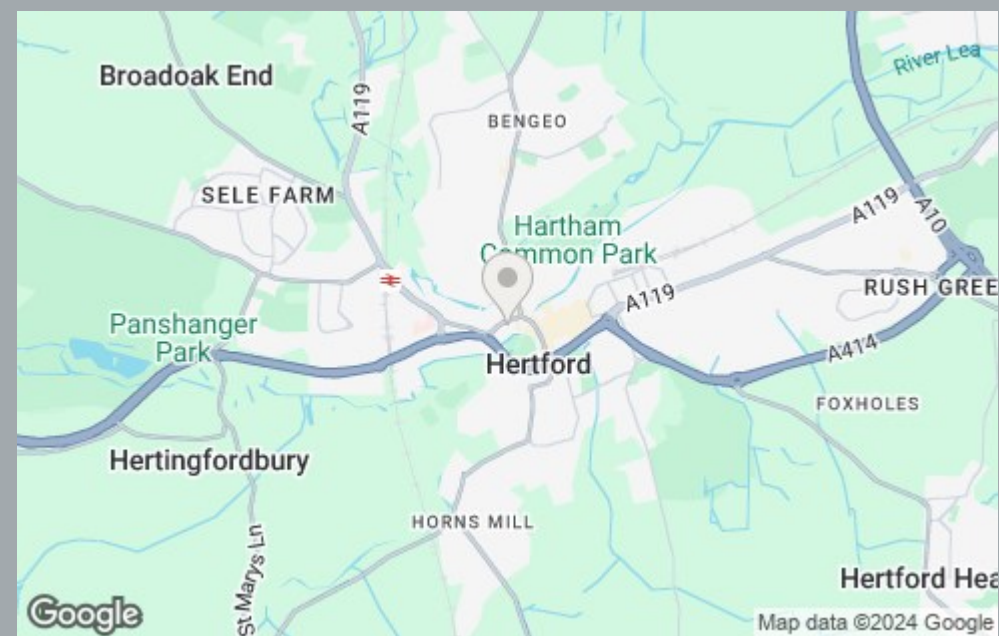 Broadoak End
A119
River Lea
BENGEO
SELE FARM
A119
A10
Hartham
Common Park
RUSH GREE
A119
Panshanger
Park
A414
Hertford
FOXHOLES
Hertingfordbury
HORNS MILL
St Marys Ln
Hertford Hea
Google
Map data ©2024 Google